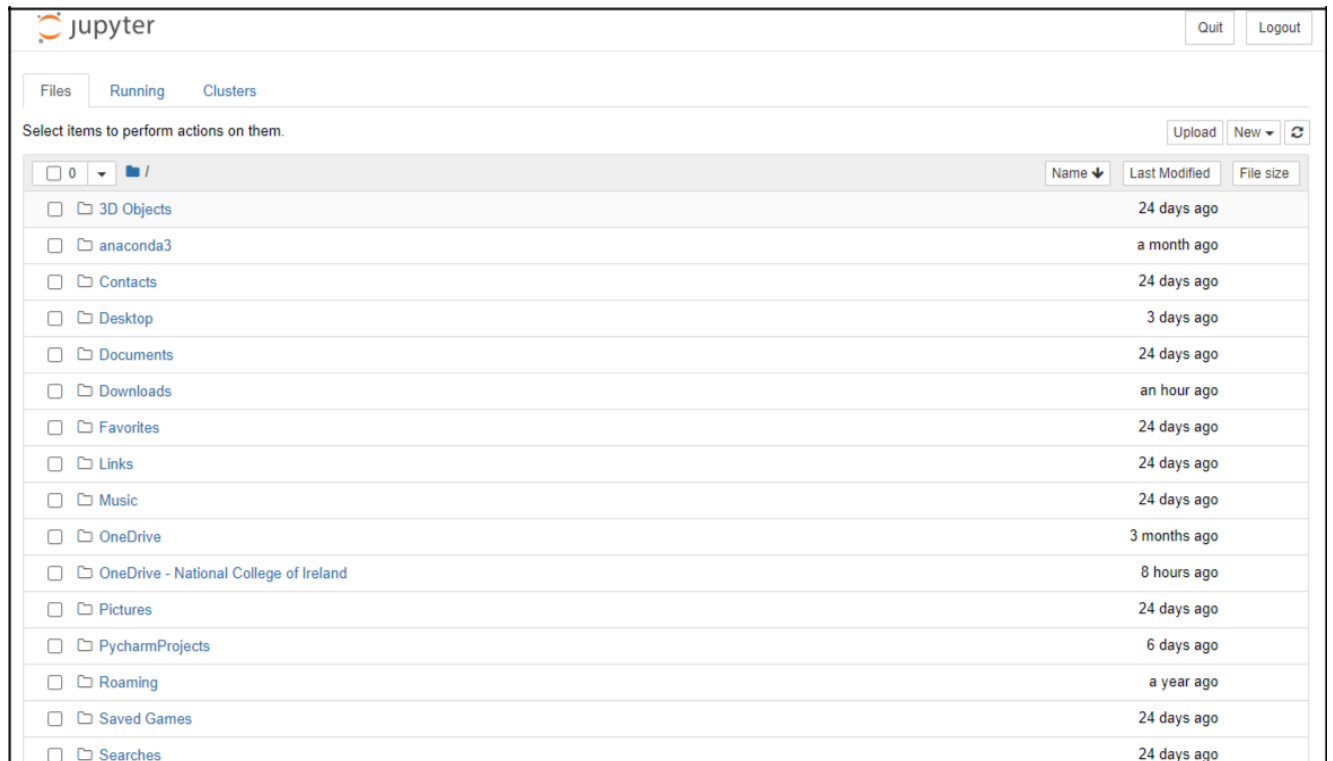 jupyter
Quit Logout
Files Running Clusters
Select items to perform actions on them.
Upload New
0 / Name Last Modified File size
3D Objects 24 days ago
anaconda3 a month ago
Contacts 24 days ago
Desktop 3 days ago
Documents 24 days ago
Downloads an hour ago
Favorites 24 days ago
Links 24 days ago
Music 24 days ago
OneDrive 3 months ago
OneDrive - National College of Ireland 8 hours ago
Pictures 24 days ago
PycharmProjects 6 days ago
Roaming a year ago
Saved Games 24 days ago
Searches 24 days ago